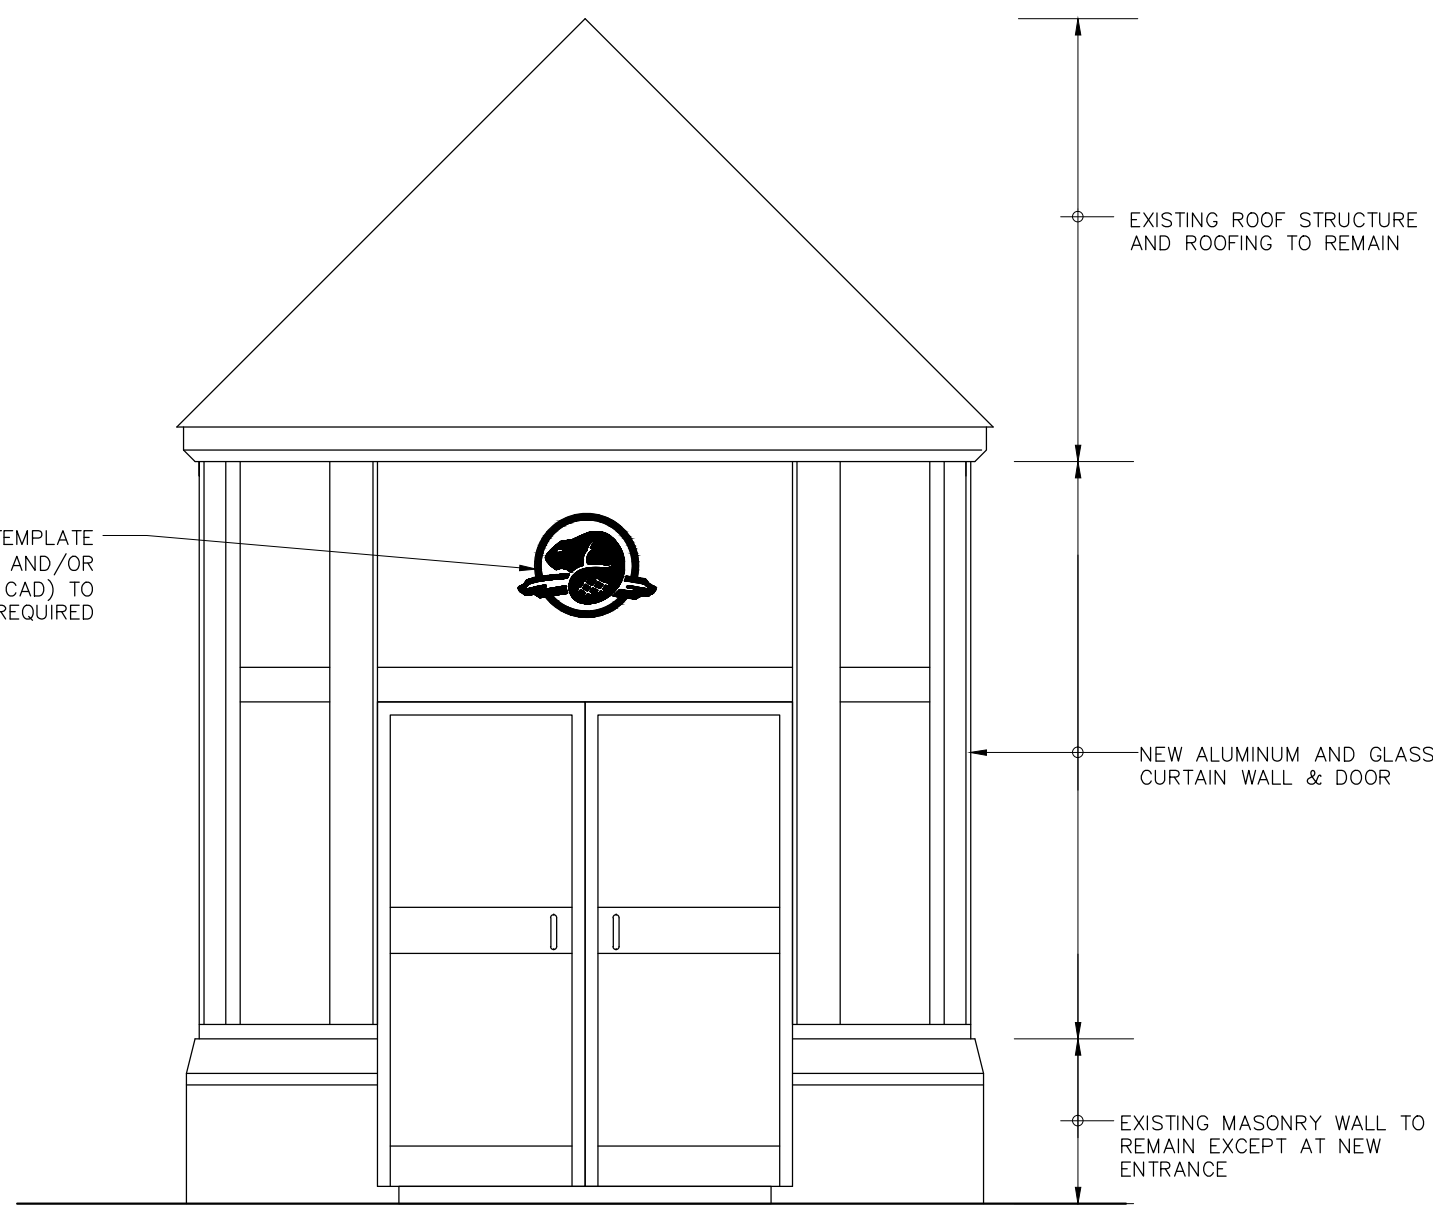 EXISTING ROOF STRUCTURE
AND ROOFING TO REMAIN
TEMPLATE
AND/OR
CAD) TO
REQUIRED
NEW ALUMINUM AND GLASS
CURTAIN WALL & DOOR
EXISTING MASONRY WALL TO
REMAIN EXCEPT AT NEW
ENTRANCE